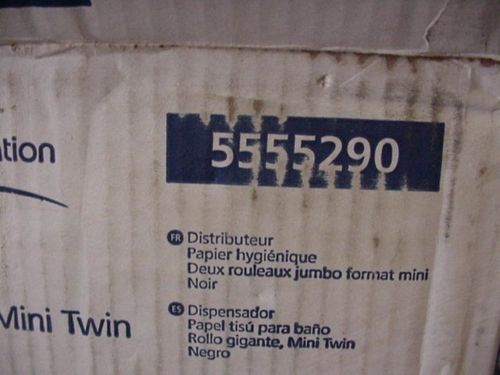 tion
5555290
FR Distributeur
Papier hygiénique
Deux rouleaux jumbo format mini
Noir
Mini Twin
ES Dispensador
Papel tisú para baño
Rollo gigante, Mini Twin
Negro